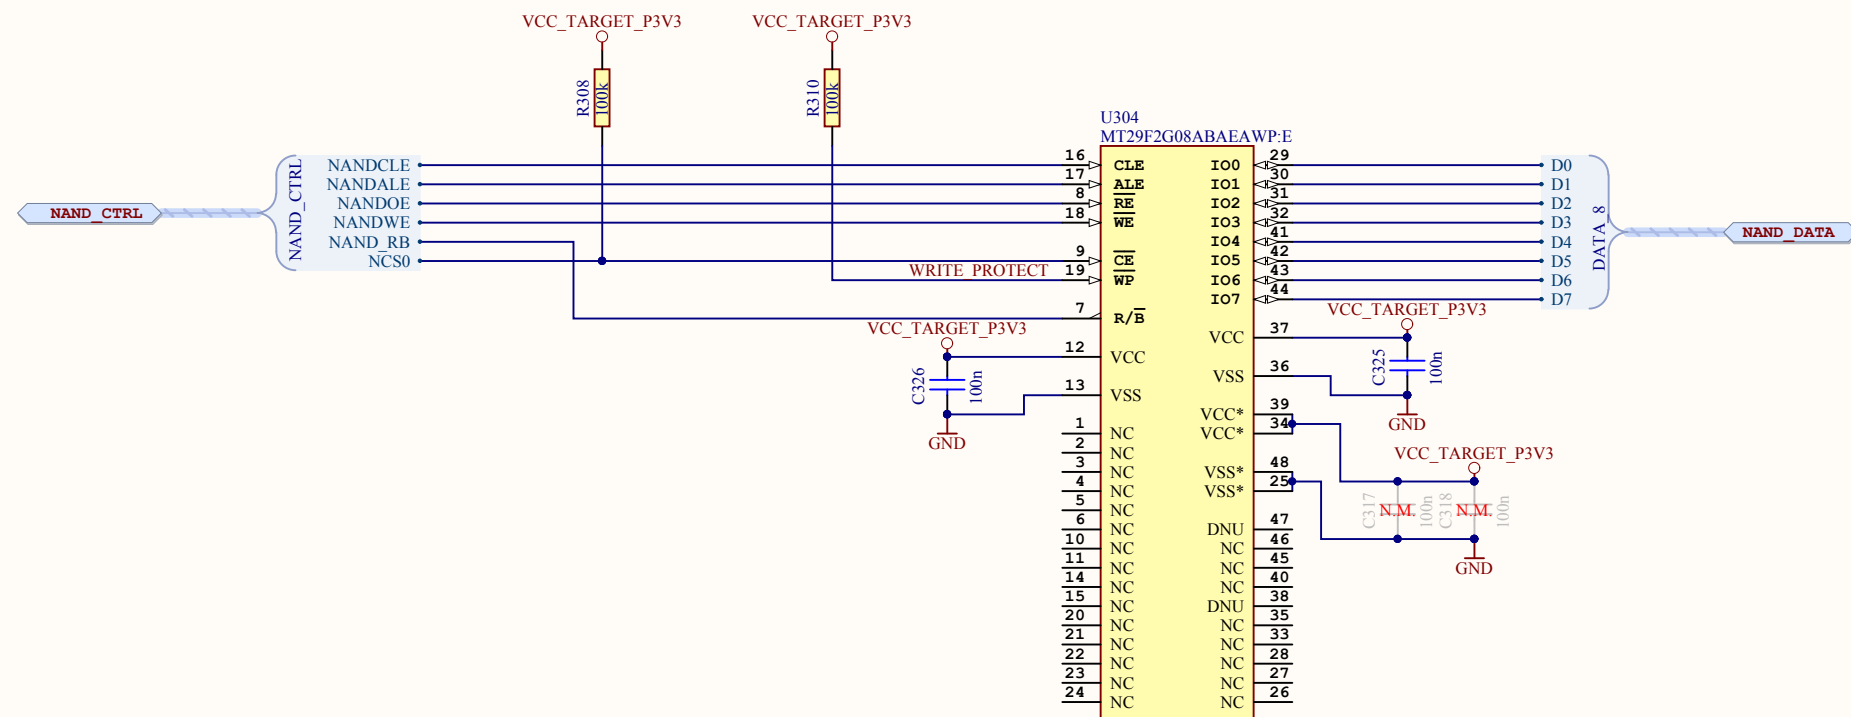 VCC_TARGET_P3V3 VCC_TARGET_P3V3
R308 100k R310 100k
U304
MT29F2G08ABAEAWP:E
NAND_CTRL
NAND_CTRL
NANDCLE 16 CLE IO0 29 D0
NANDALE 17 ALE IO1 30 D1
NANDOE 8 RE IO2 31 D2
NANDWE 18 WE IO3 32 D3
NAND_RB IO4 41 D4
NCS0 9 CE IO5 42 D5
WRITE PROTECT 19 WP IO6 43 D6
IO7 44 D7
DATA_8
NAND_DATA
7 R/B
VCC_TARGET_P3V3 VCC_TARGET_P3V3
12 VCC VCC 37
C326 100n C325 100n
13 VSS VSS 36
GND GND
VCC* 39
1 NC VCC* 34
2 NC VCC_TARGET_P3V3
3 NC VSS* 48
4 NC VSS* 25
5 NC C317 N.M. 100n C318 N.M. 100n
6 NC DNU 47
10 NC NC 46
11 NC NC 45
GND
14 NC NC 40
15 NC DNU 38
20 NC NC 35
21 NC NC 33
22 NC NC 28
23 NC NC 27
24 NC NC 26